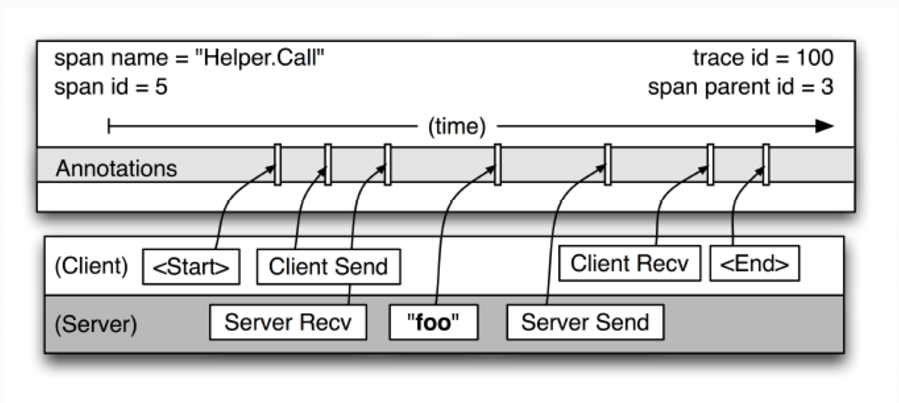 span name = "Helper.Call"
trace id = 100
span id = 5
span parent id = 3
(time)
Annotations
(Client)
<Start>
Client Send
Client Recv
<End>
(Server)
Server Recv
"foo"
Server Send